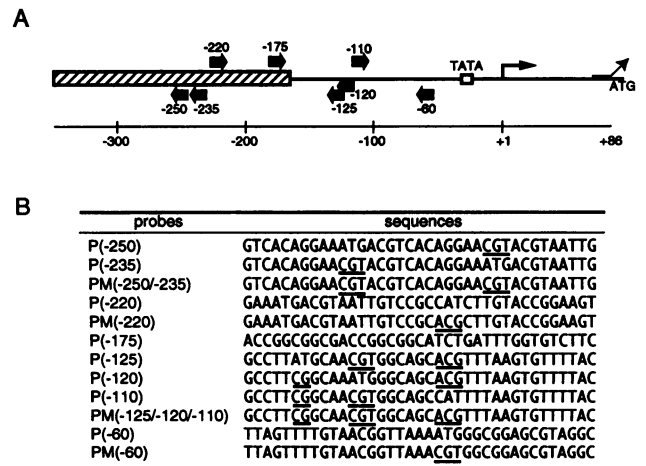 A
-220 -175 -110
TATA
ATG
-250 -235 -125 -120 -60
-300 -200 -100 +1 +86
B
probes sequences
P(-250) GTCACAGGAAATGACGTCACAGGAACGTACGTAATTG
P(-235) GTCACAGGAACGTACGTCACAGGAAATGACGTAATTG
PM(-250/-235) GTCACAGGAACGTACGTCACAGGAACGTACGTAATTG
P(-220) GAAATGACGTAATTGTCCGCCATCTTGTACCGGAAGT
PM(-220) GAAATGACGTAATTGTCCGCACGCTTGTACCGGAAGT
P(-175) ACCGGCGGCGACCGGCGGCATCTGATTTGGTGTCTTC
P(-125) GCCTTATGCAACGTGGCAGCACGTTTAAGTGTTTTAC
P(-120) GCCTTCGGCAAATGGGCAGCACGTTTAAGTGTTTTAC
P(-110) GCCTTCGGCAACGTGGCAGCCATTTTAAGTGTTTTAC
PM(-125/-120/-110) GCCTTCGGCAACGTGGCAGCACGTTTAAGTGTTTTAC
P(-60) TTAGTTTTGTAACGGTTAAAATGGCGGAGCGTAGGC
PM(-60) TTAGTTTTGTAACGGTTAAACGTGGCGGAGCGTAGGC